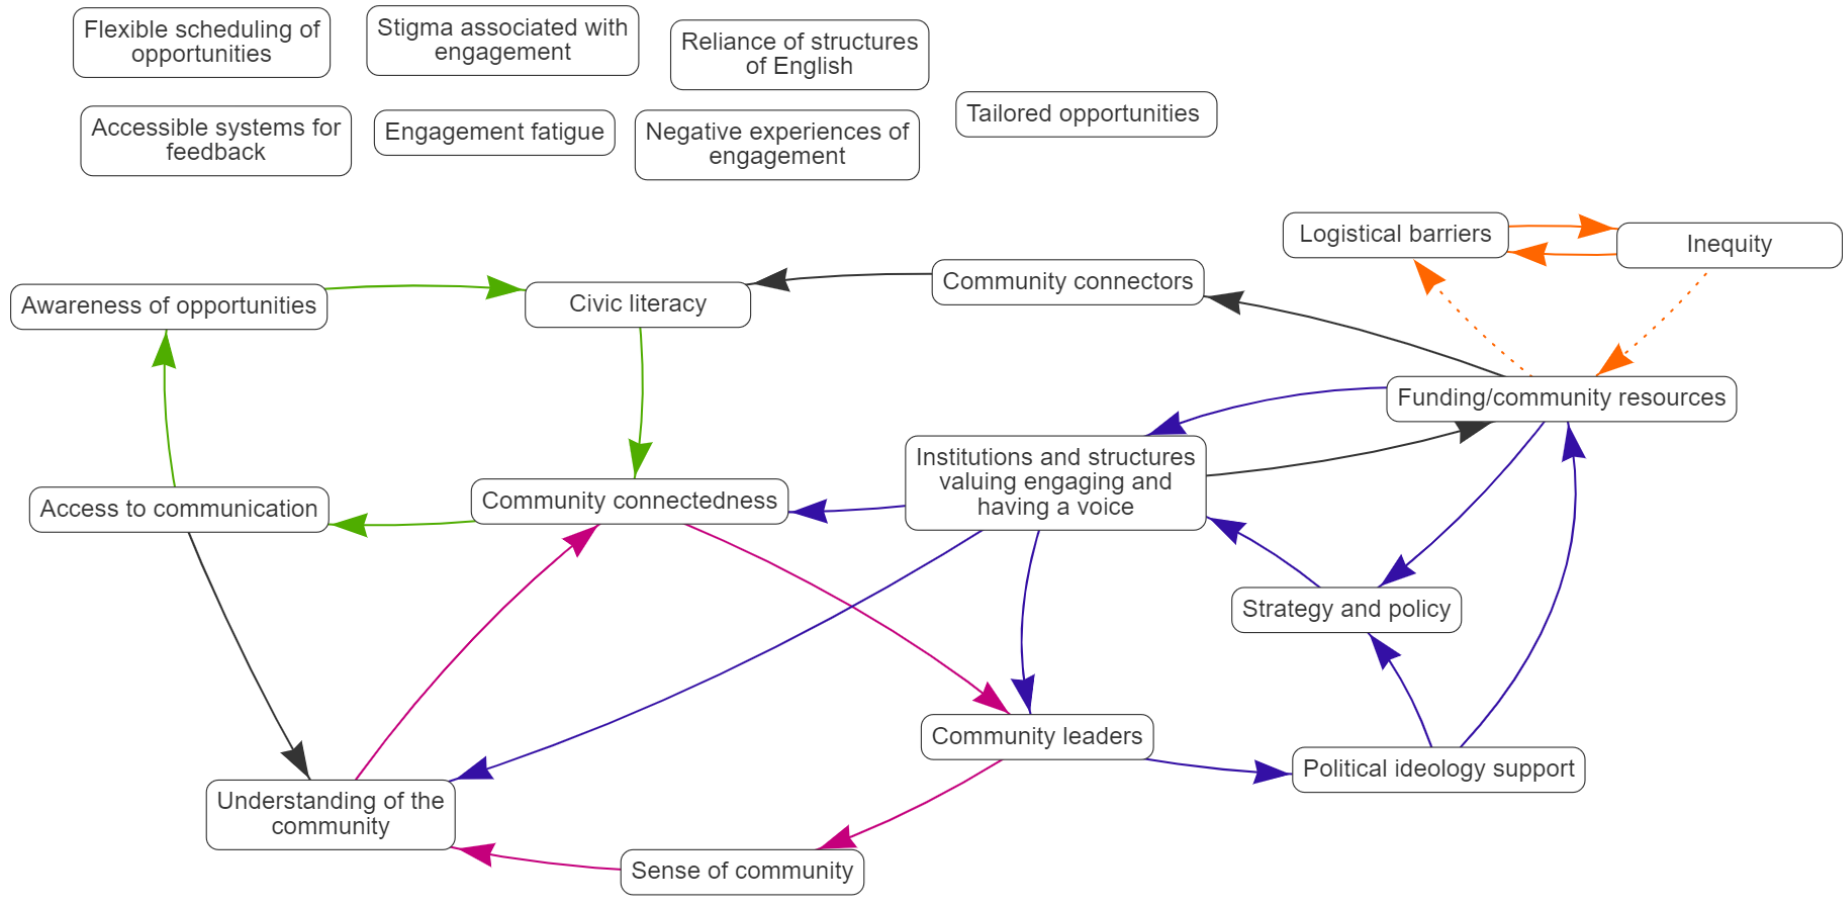 Flexible scheduling of
opportunities
Stigma associated with
engagement
Reliance of structures
of English
Accessible systems for
feedback
Engagement fatigue
Negative experiences of
engagement
Tailored opportunities
Logistical barriers
Inequity
Awareness of opportunities
Civic literacy
Community connectors
Funding/community resources
Access to communication
Community connectedness
Institutions and structures
valuing engaging and
having a voice
Strategy and policy
Community leaders
Political ideology support
Understanding of the
community
Sense of community